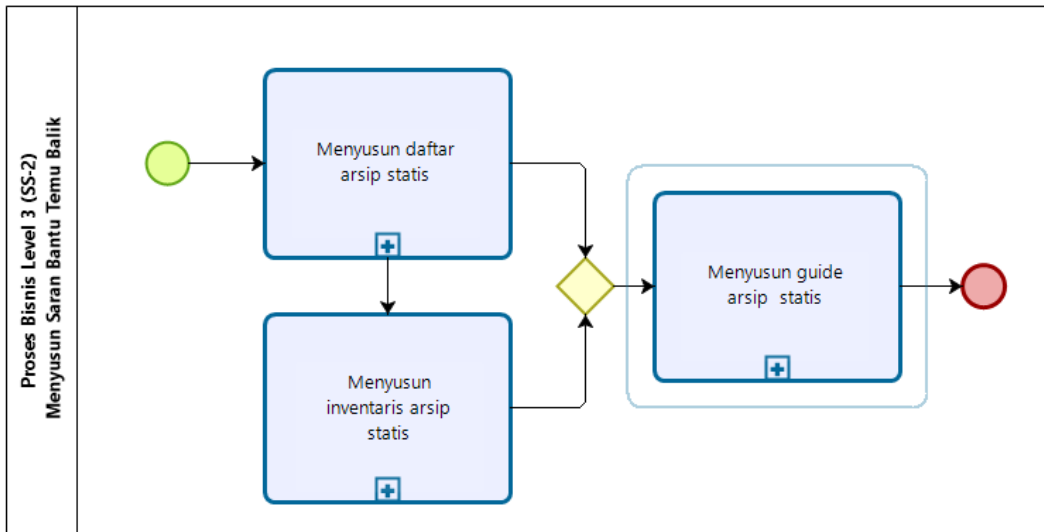 Proses Bisnis Level 3 (SS-2)
Menyusun Saran Bantu Temu Balik
Menyusun daftar
arsip statis
Menyusun
inventaris arsip
statis
Menyusun guide
arsip  statis